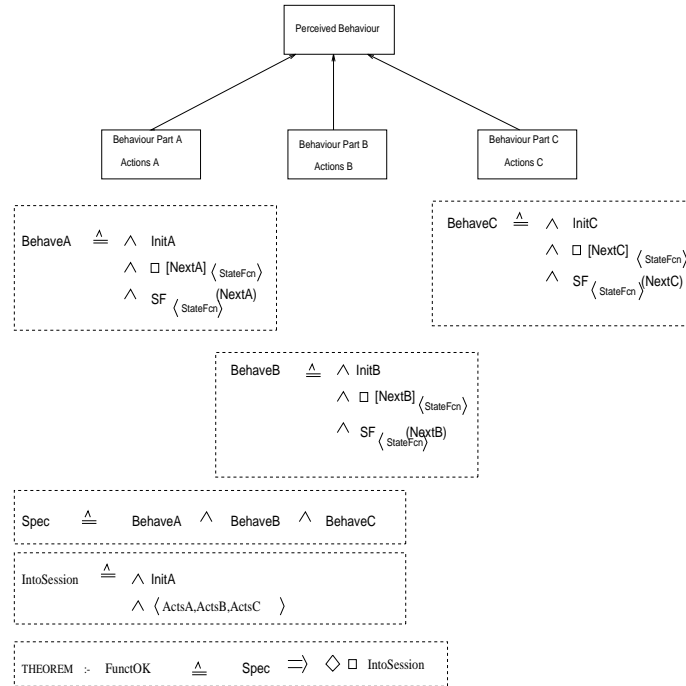 Perceived Behaviour
Behaviour Part A
Actions A
Behaviour Part B
Actions B
Behaviour Part C
Actions C
BehaveA ≙ ∧ InitA
∧ □ [NextA]⟨StateFcn⟩
∧ SF⟨StateFcn⟩(NextA)
BehaveC ≙ ∧ InitC
∧ □ [NextC]⟨StateFcn⟩
∧ SF⟨StateFcn⟩(NextC)
BehaveB ≙ ∧ InitB
∧ □ [NextB]⟨StateFcn⟩
∧ SF⟨StateFcn⟩(NextB)
Spec ≙ BehaveA ∧ BehaveB ∧ BehaveC
IntoSession ≙ ∧ InitA
∧ ⟨ActsA,ActsB,ActsC⟩
THEOREM :- FunctOK ≙ Spec ⇒ ◇ □ IntoSession